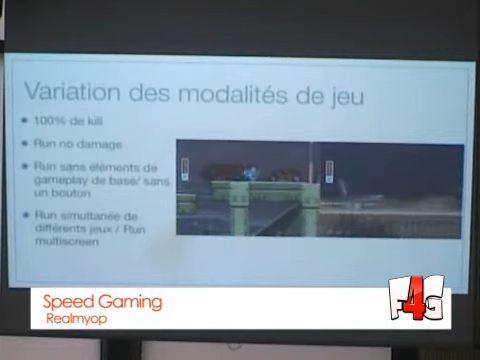 Variation des modalités de jeu
100% de kill
Run no damage
Run sans éléments de
gameplay de base/ sans
un bouton
Run simultanée de
différents jeux / Run
multiscreen
Speed Gaming
Realmyop
F4G